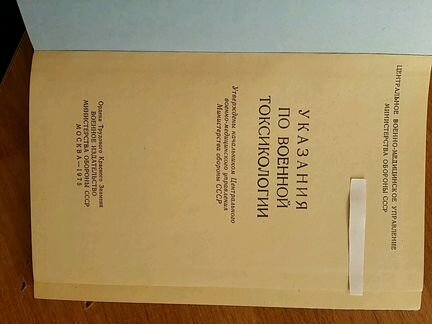 ЦЕНТРАЛЬНОЕ ВОЕННО-МЕДИЦИНСКОЕ УПРАВЛЕНИЕ
МИНИСТЕРСТВА ОБОРОНЫ СССР
УКАЗАНИЯ
ПО ВОЕННОЙ
ТОКСИКОЛОГИИ
Утверждены начальником Центрального
военно-медицинского управления
Министерства обороны СССР
Ордена Трудового Красного Знамени
ВОЕННОЕ ИЗДАТЕЛЬСТВО
МИНИСТЕРСТВА ОБОРОНЫ СССР
МОСКВА — 1975